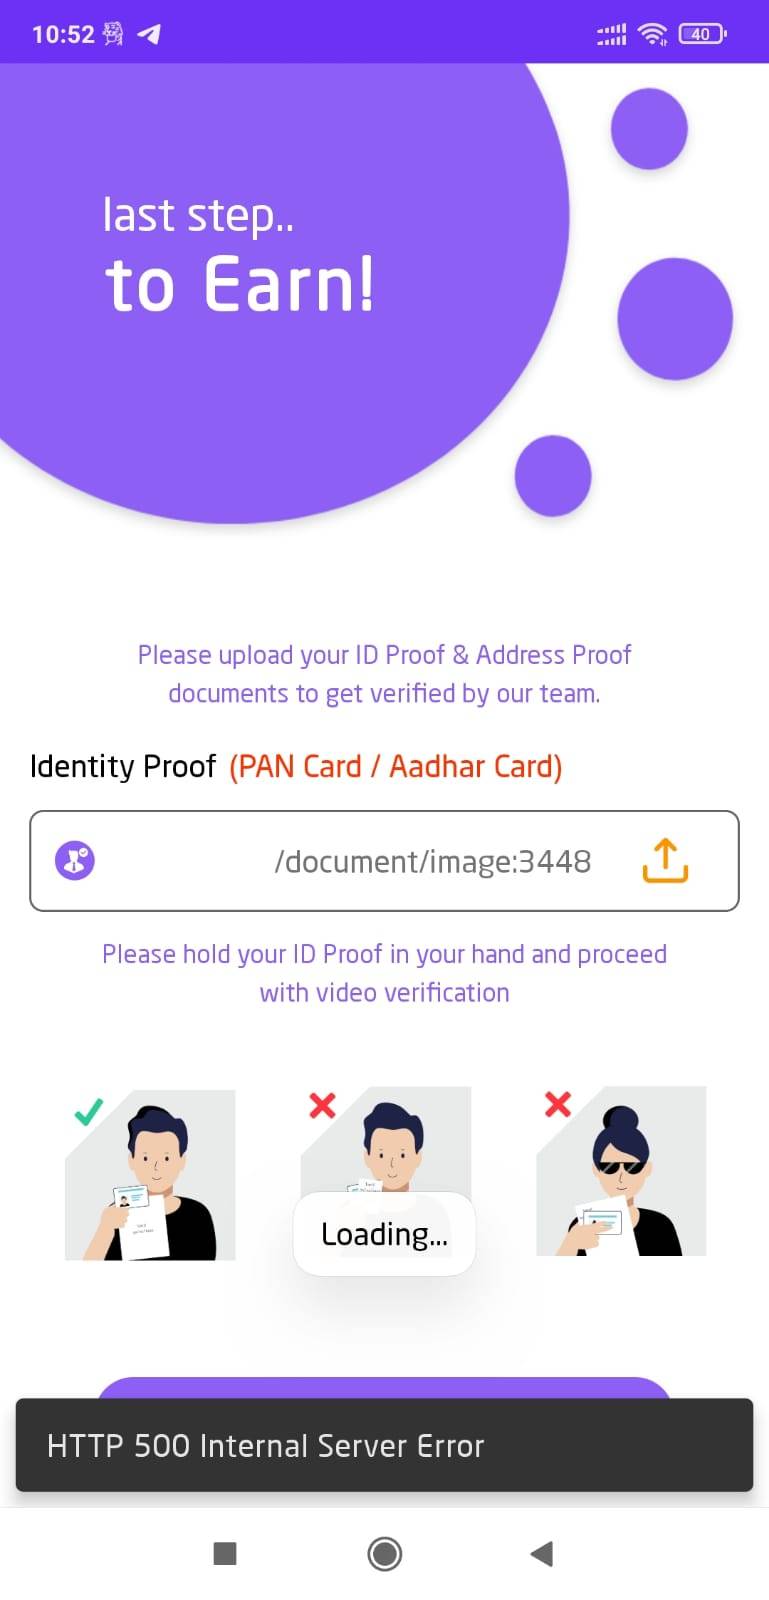 10:52
40
last step..
to Earn!
Please upload your ID Proof & Address Proof
documents to get verified by our team.
Identity Proof (PAN Card / Aadhar Card)
/document/image:3448
Please hold your ID Proof in your hand and proceed
with video verification
Loading...
HTTP 500 Internal Server Error